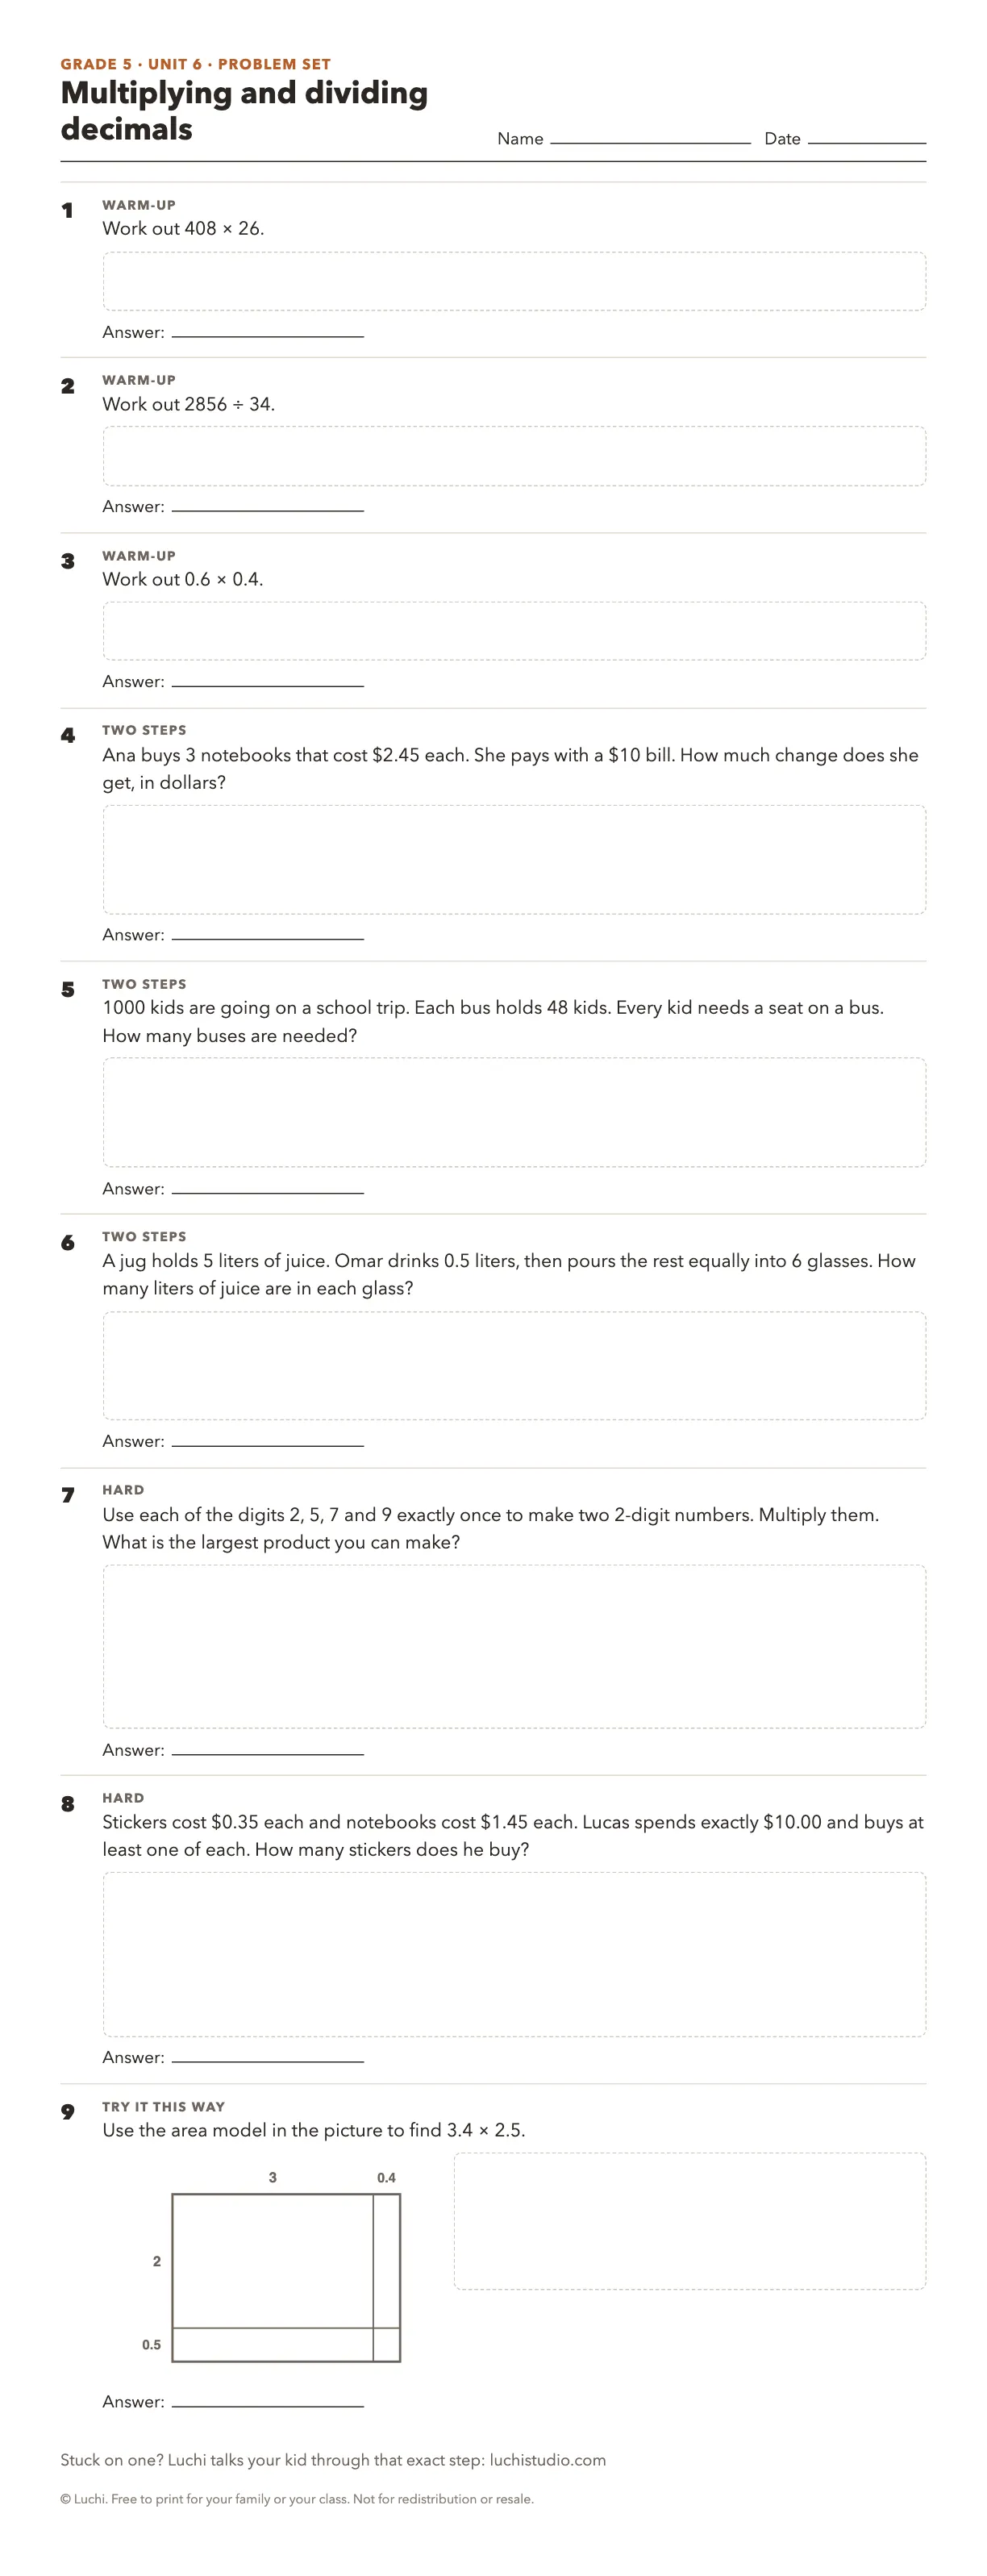 GRADE 5 · UNIT 6 · PROBLEM SET
Multiplying and dividing
decimals
Name
Date
1
WARM-UP
Work out 408 × 26.
Answer:
2
WARM-UP
Work out 2856 ÷ 34.
Answer:
3
WARM-UP
Work out 0.6 × 0.4.
Answer:
4
TWO STEPS
Ana buys 3 notebooks that cost $2.45 each. She pays with a $10 bill. How much change does she
get, in dollars?
Answer:
5
TWO STEPS
1000 kids are going on a school trip. Each bus holds 48 kids. Every kid needs a seat on a bus.
How many buses are needed?
Answer:
6
TWO STEPS
A jug holds 5 liters of juice. Omar drinks 0.5 liters, then pours the rest equally into 6 glasses. How
many liters of juice are in each glass?
Answer:
7
HARD
Use each of the digits 2, 5, 7 and 9 exactly once to make two 2-digit numbers. Multiply them.
What is the largest product you can make?
Answer:
8
HARD
Stickers cost $0.35 each and notebooks cost $1.45 each. Lucas spends exactly $10.00 and buys at
least one of each. How many stickers does he buy?
Answer:
9
TRY IT THIS WAY
Use the area model in the picture to find 3.4 × 2.5.
3
0.4
2
0.5
Answer:
Stuck on one? Luchi talks your kid through that exact step: luchistudio.com
© Luchi. Free to print for your family or your class. Not for redistribution or resale.